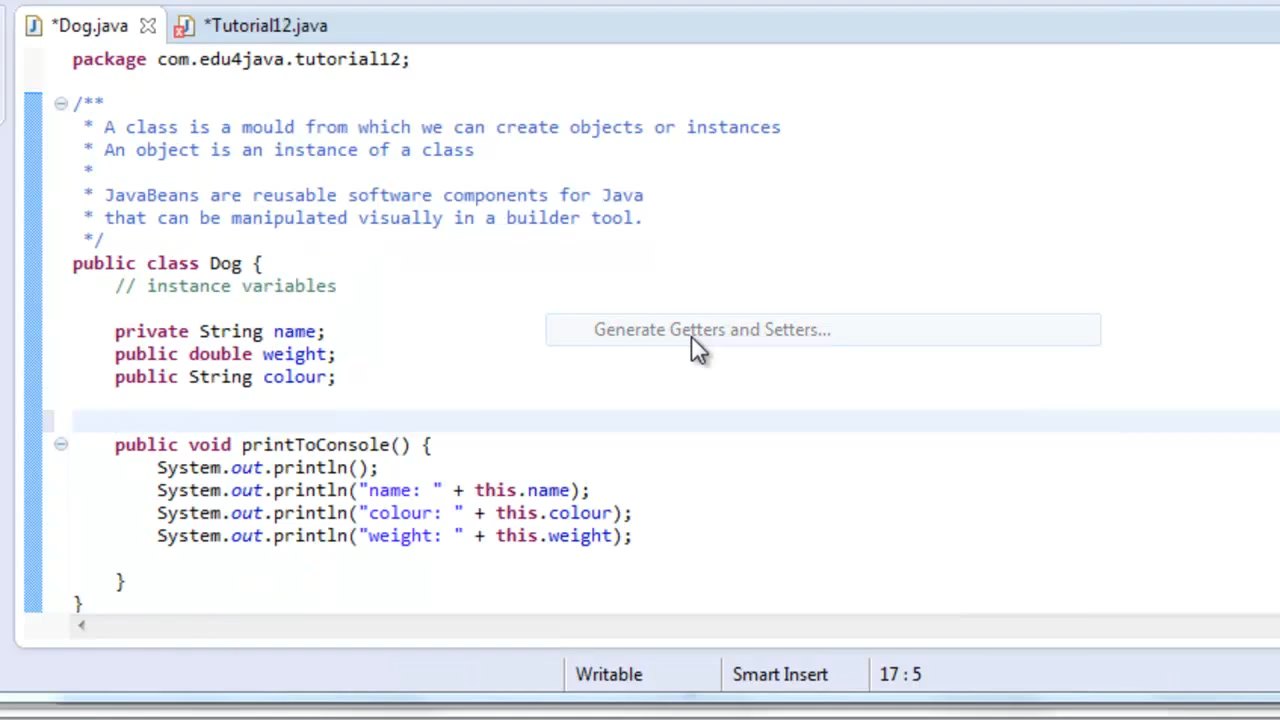 *Dog.java *Tutorial12.java
package com.edu4java.tutorial12;
/**
* A class is a mould from which we can create objects or instances
* An object is an instance of a class
*
* JavaBeans are reusable software components for Java
* that can be manipulated visually in a builder tool.
*/
public class Dog {
// instance variables
private String name;
Generate Getters and Setters...
public double weight;
public String colour;
public void printToConsole() {
System.out.println();
System.out.println("name: " + this.name);
System.out.println("colour: " + this.colour);
System.out.println("weight: " + this.weight);
}
}
Writable Smart Insert 17 : 5